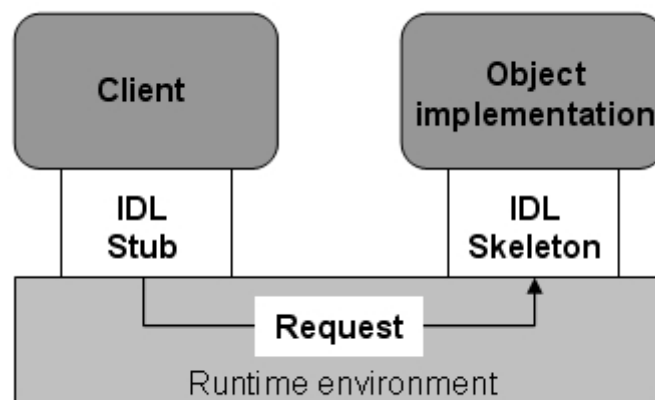 Client
Object
implementation
IDL
Stub
IDL
Skeleton
Request
Runtime environment